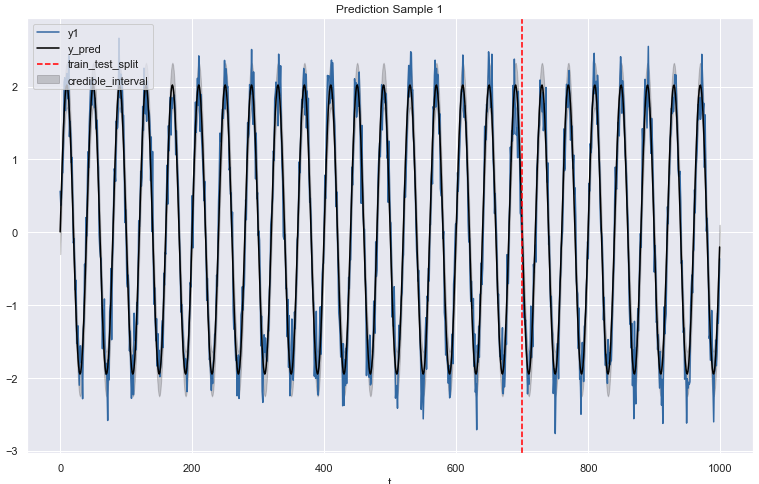 Prediction Sample 1
y1
y_pred
train_test_split
credible_interval
2
1
0
−1
−2
−3
0
200
400
600
800
1000
t